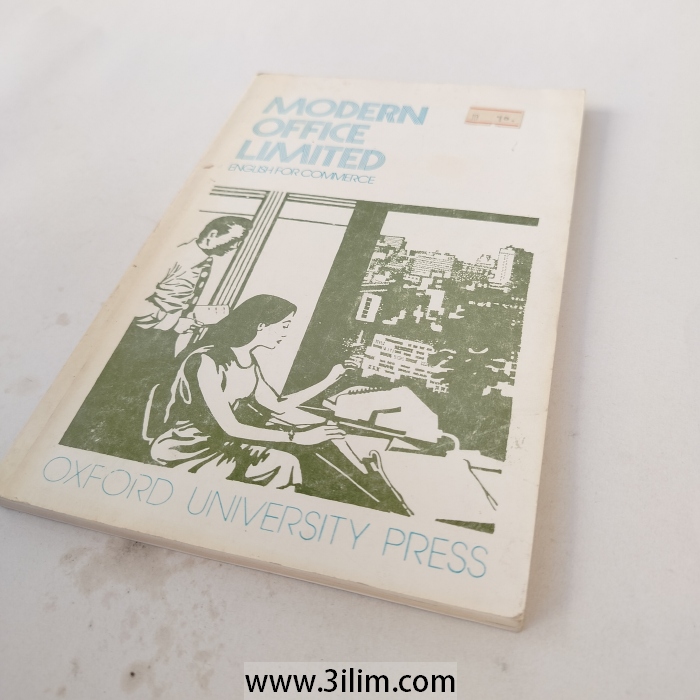 MODERN
OFFICE
LIMITED
ENGLISH FOR COMMERCE
OXFORD UNIVERSITY PRESS
www.3ilim.com